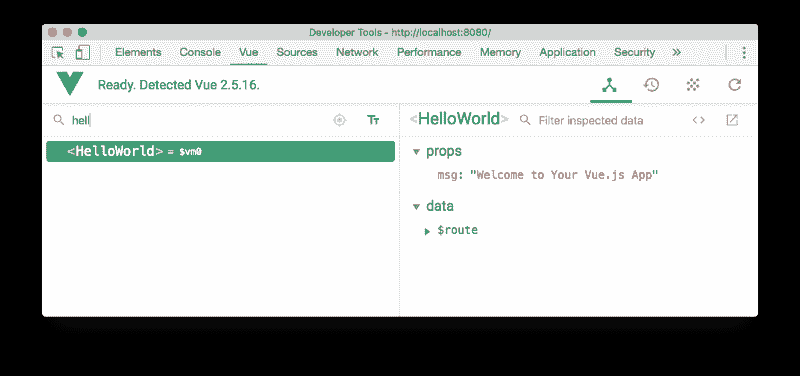 Developer Tools - http://localhost:8080/
Elements Console Vue Sources Network Performance Memory Application Security »
Ready. Detected Vue 2.5.16.
hell
<HelloWorld> = $vm0
<HelloWorld> Filter inspected data
props
msg: "Welcome to Your Vue.js App"
data
$route